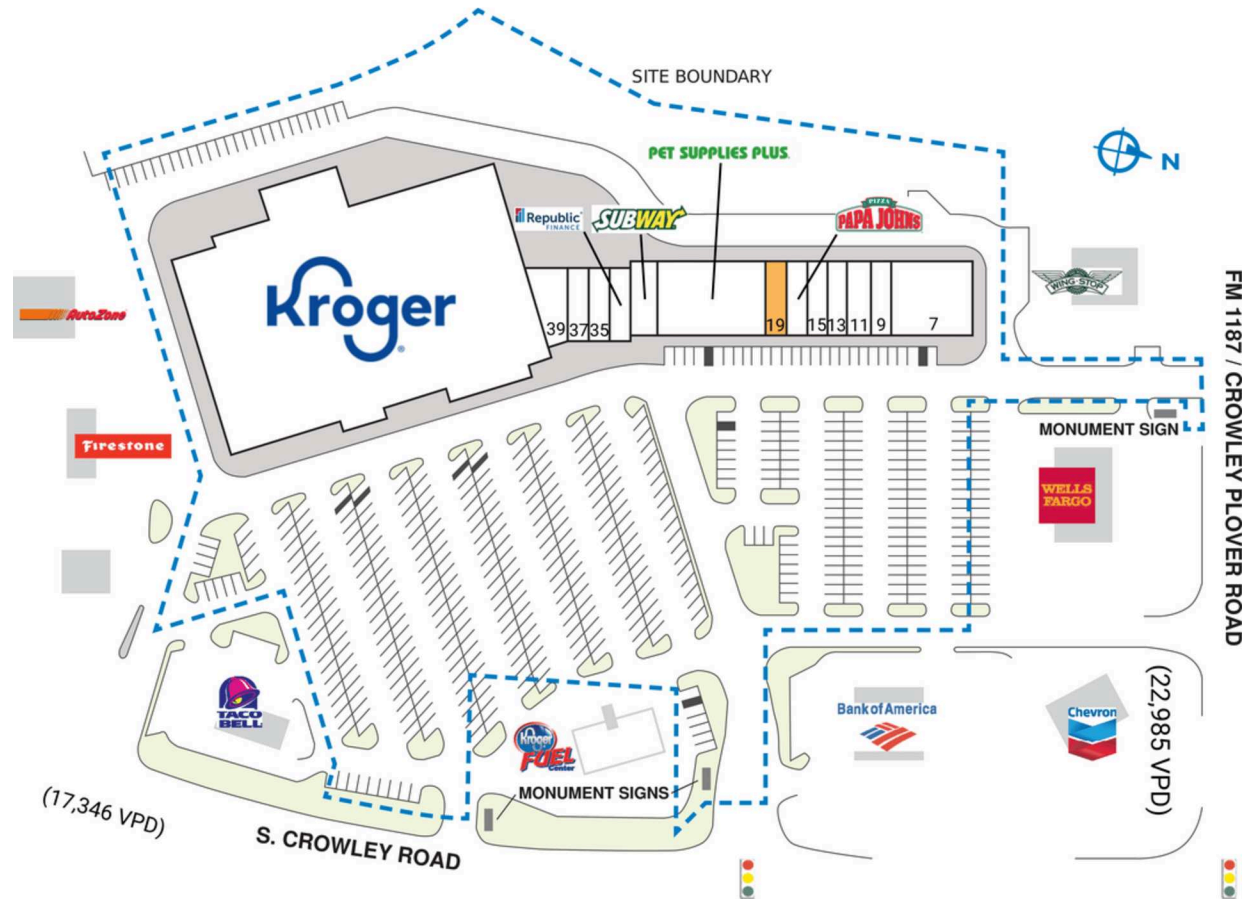 SITE BOUNDARY
PET SUPPLIES PLUS.
N
Republic
FINANCE
SUBWAY
PIZZA
PAPA JOHNS
WING·STOP
AutoZone
Kroger
39
37
35
19
15
13
11
9
7
FM 1187 / CROWLEY PLOVER ROAD
(22,985 VPD)
Firestone
MONUMENT SIGN
WELLS
FARGO
TACO
BELL
Kroger
FUEL
Center
Bank of America
Chevron
MONUMENT SIGNS
(17,346 VPD)
S. CROWLEY ROAD